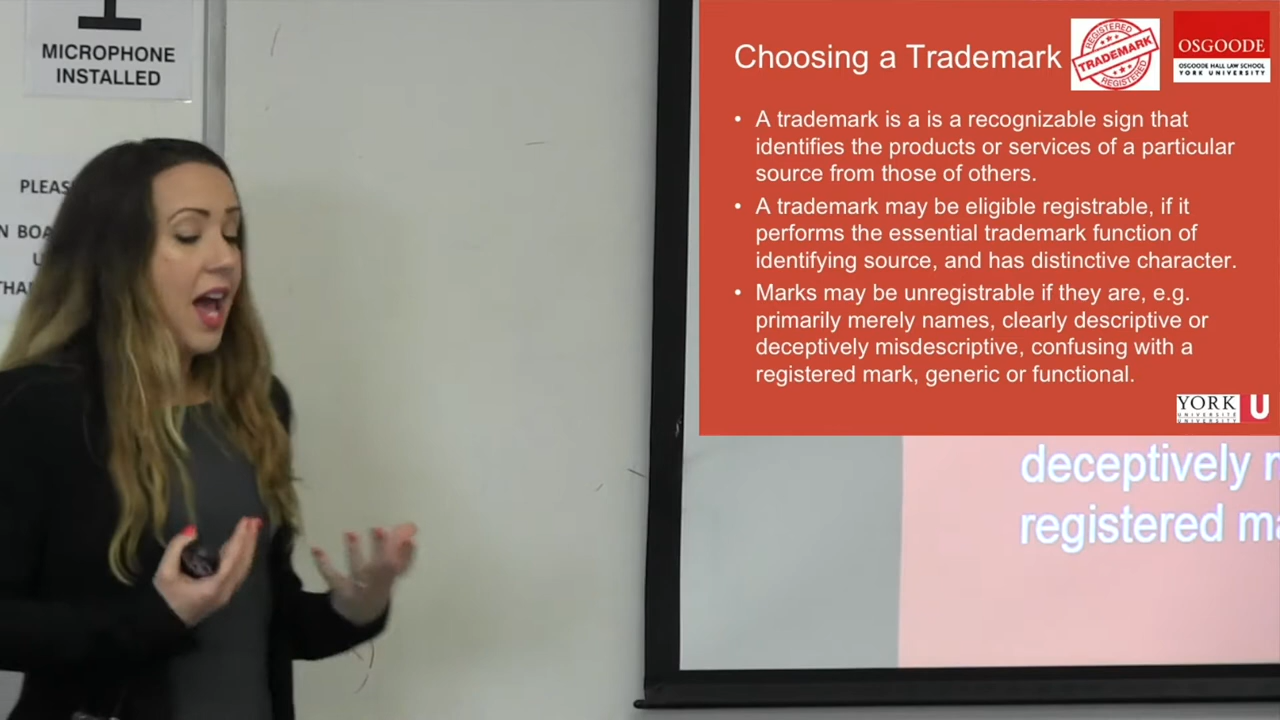 MICROPHONE
INSTALLED
PLEAS
N BOA
U
THA
Choosing a Trademark
REGISTERED
TRADEMARK
REGISTERED
OSGOODE
OSGOODE HALL LAW SCHOOL
YORK UNIVERSITY
• A trademark is a is a recognizable sign that
identifies the products or services of a particular
source from those of others.
• A trademark may be eligible registrable, if it
performs the essential trademark function of
identifying source, and has distinctive character.
• Marks may be unregistrable if they are, e.g.
primarily merely names, clearly descriptive or
deceptively misdescriptive, confusing with a
registered mark, generic or functional.
YORK
UNIVERSITÉ
UNIVERSITY
U
deceptively
registered ma